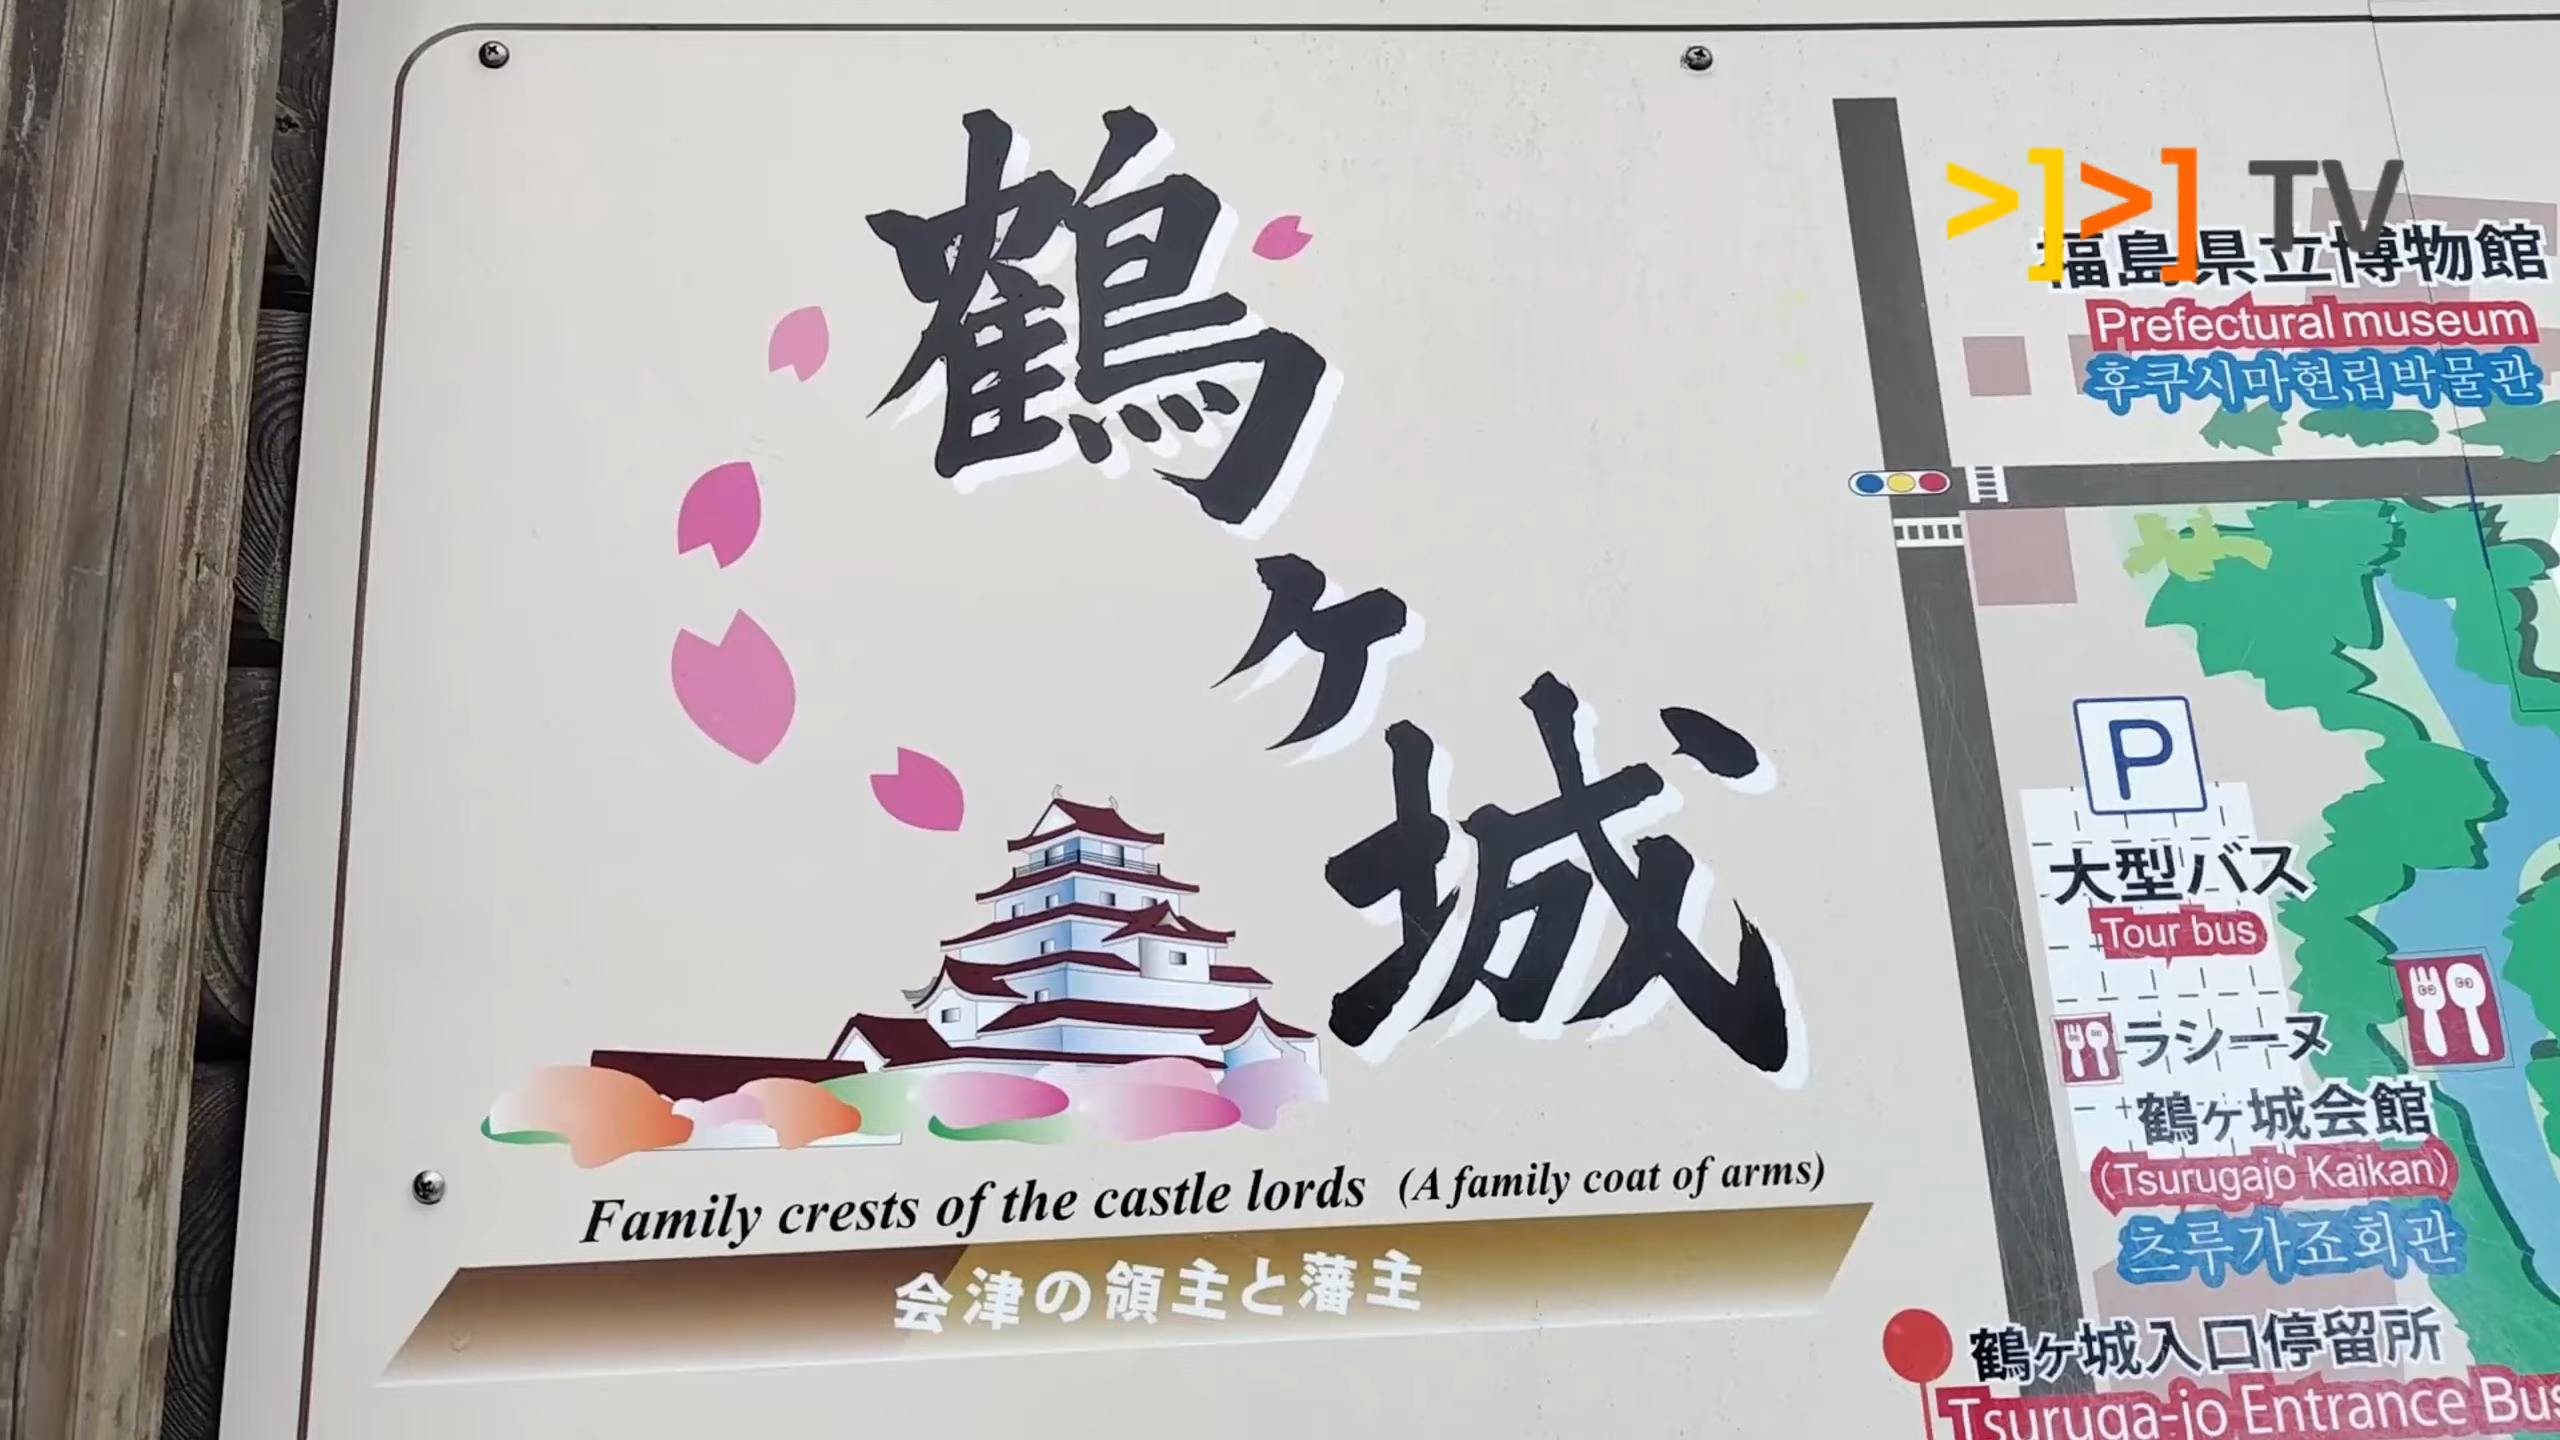 鶴ヶ城
Family crests of the castle lords (A family coat of arms)
会津の領主と藩主
>]>] TV
福島県立博物館
Prefectural museum
후쿠시마현립박물관
P
大型バス
Tour bus
ラシーヌ
鶴ヶ城会館
(Tsurugajo Kaikan)
츠루가죠회관
鶴ヶ城入口停留所
Tsuruga-jo Entrance Bus